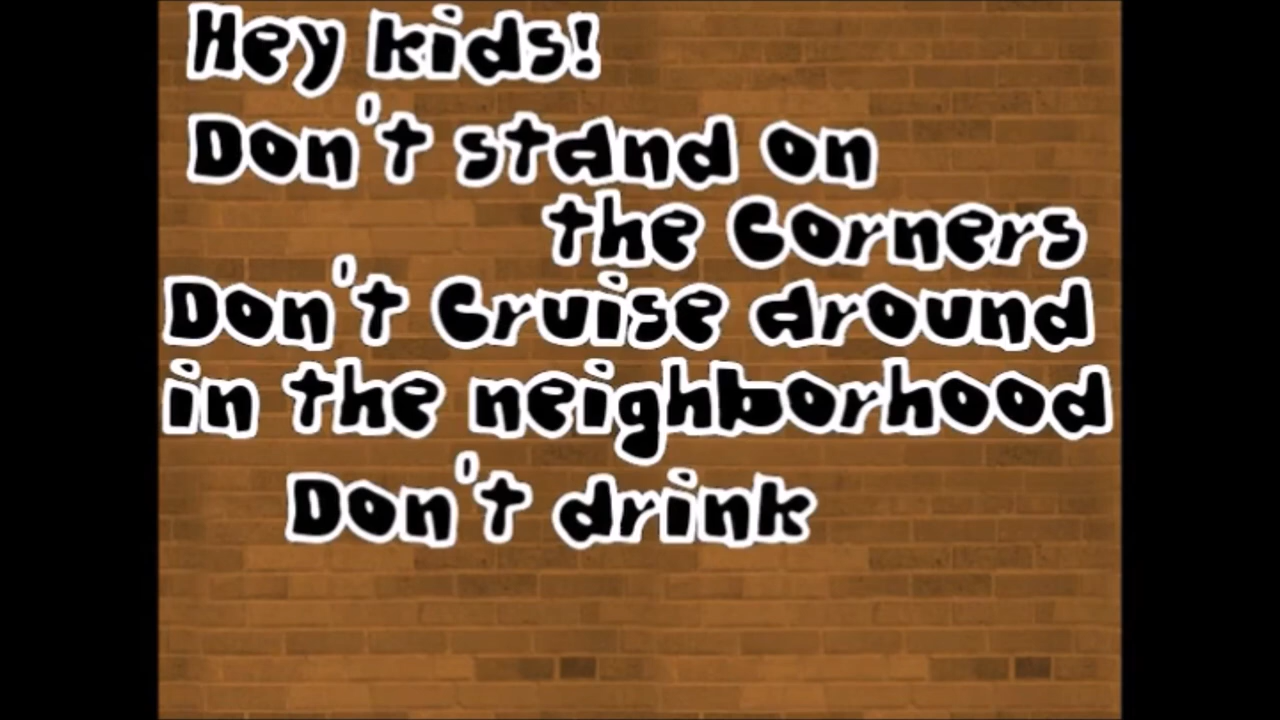 Hey kids!
Don't stand on
the Corners
Don't Cruise around
in the neighborhood
Don't drink